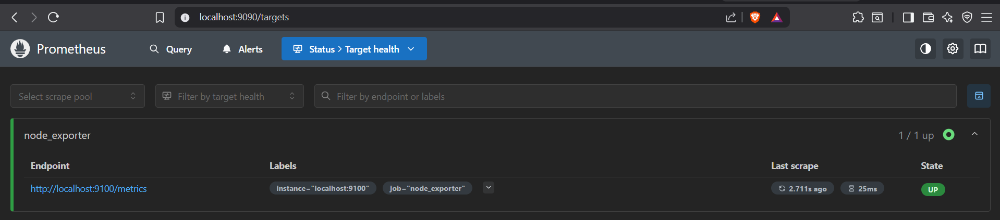 localhost:9090/targets
Prometheus Query Alerts Status > Target health
Select scrape pool Filter by target health Filter by endpoint or labels
node_exporter 1 / 1 up
Endpoint Labels Last scrape State
http://localhost:9100/metrics instance="localhost:9100" job="node_exporter" 2.711s ago 25ms UP